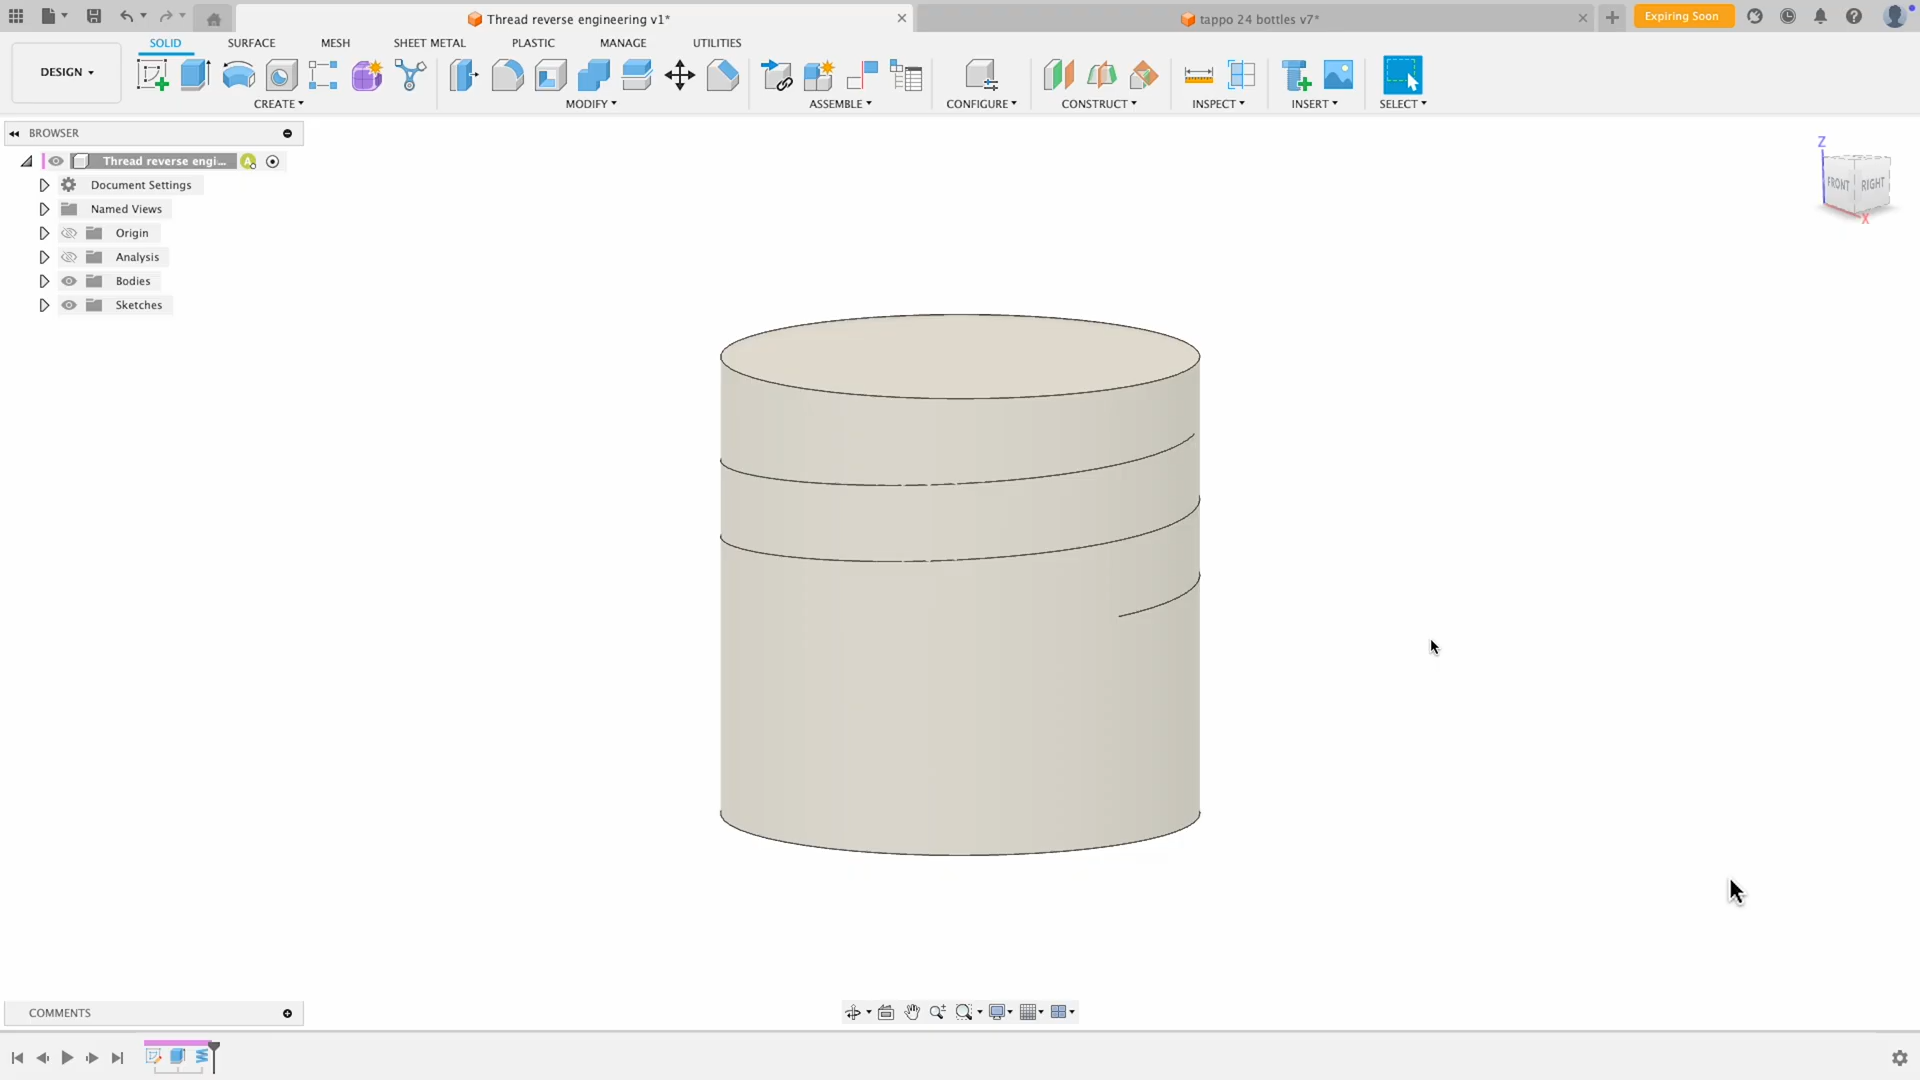 Thread reverse engineering v1*
tappo 24 bottles v7*
Expiring Soon
DESIGN
SOLID
SURFACE
MESH
SHEET METAL
PLASTIC
MANAGE
UTILITIES
CREATE
MODIFY
ASSEMBLE
CONFIGURE
CONSTRUCT
INSPECT
INSERT
SELECT
BROWSER
Thread reverse engi...
A
Document Settings
Named Views
Origin
Analysis
Bodies
Sketches
Z
FRONT
RIGHT
X
COMMENTS